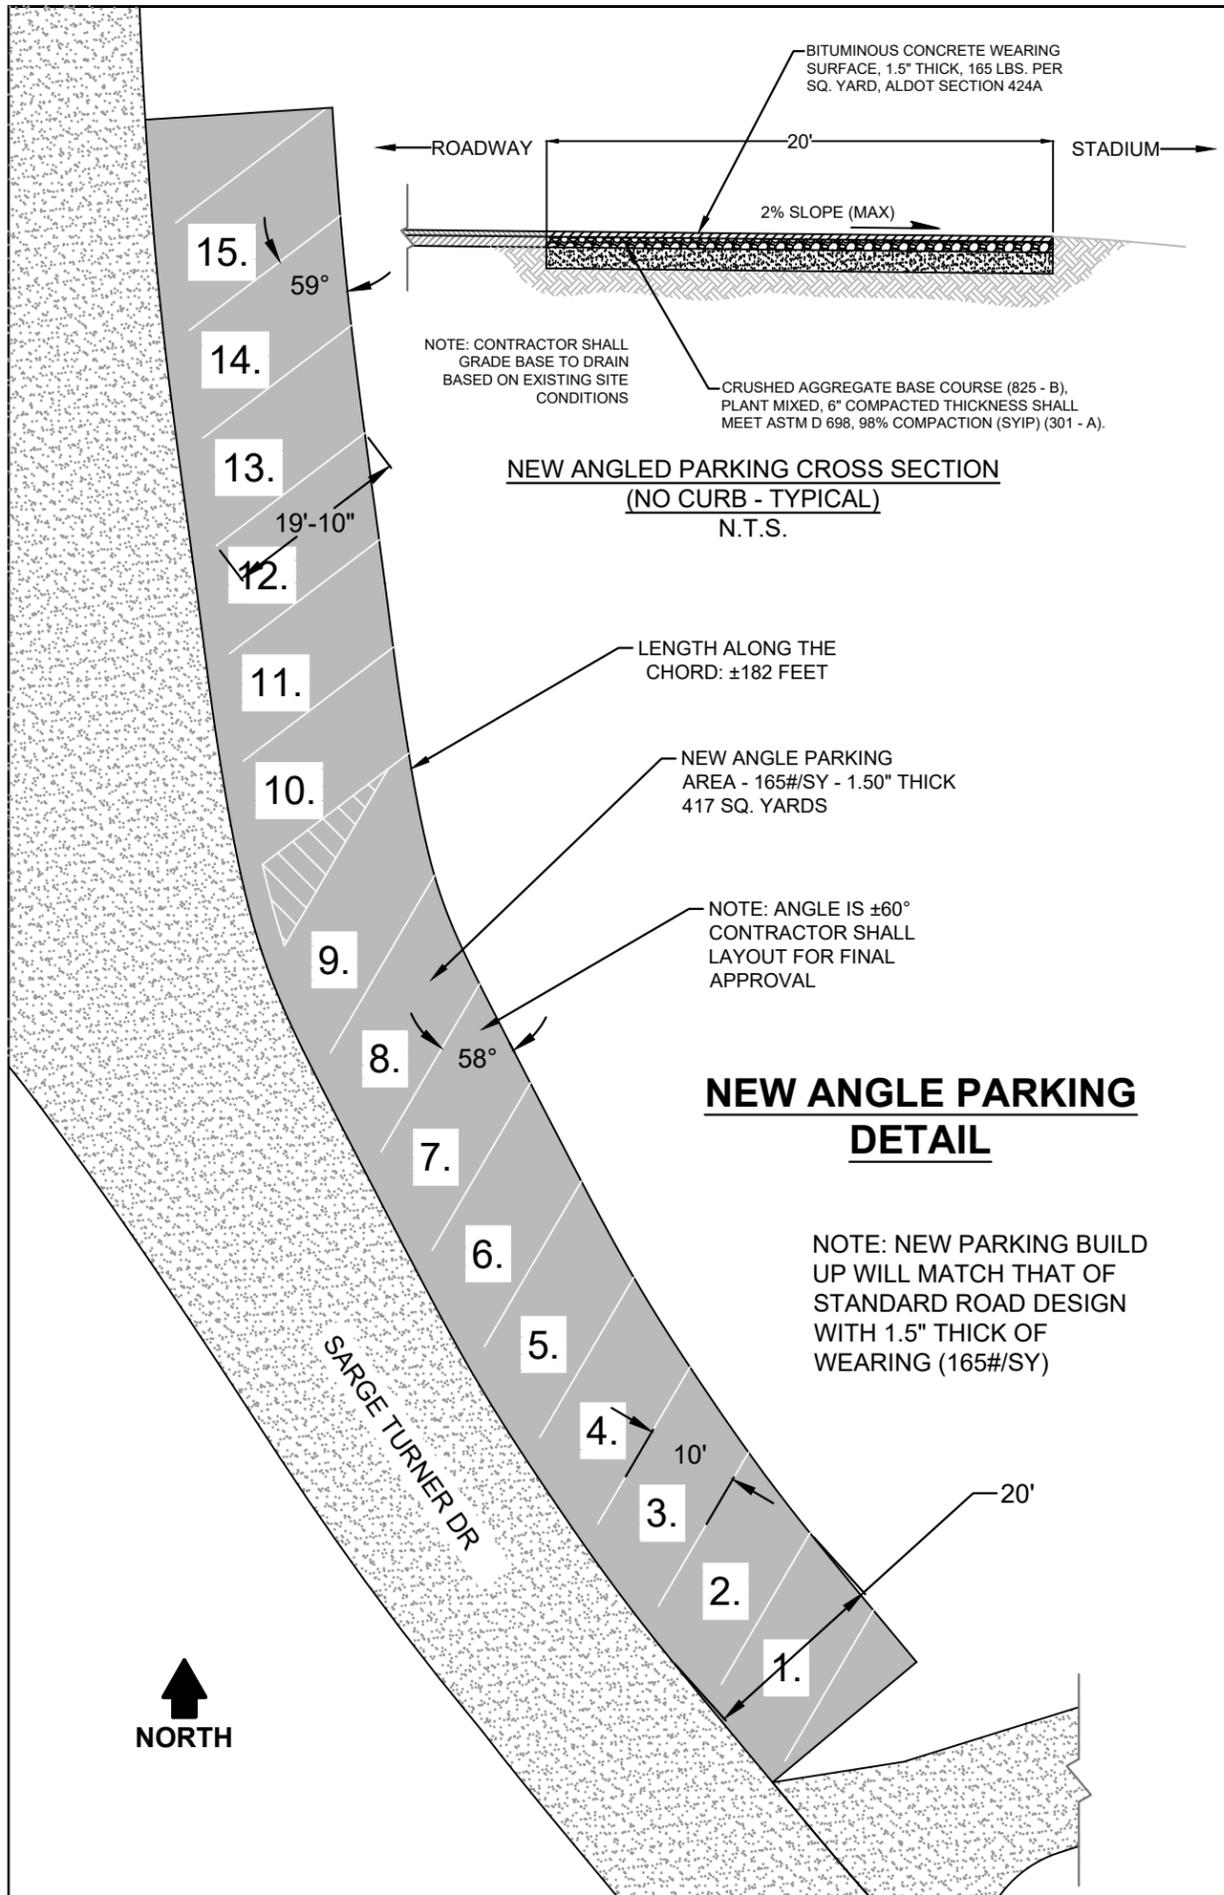 BITUMINOUS CONCRETE WEARING
SURFACE, 1.5" THICK, 165 LBS. PER
SQ. YARD, ALDOT SECTION 424A
ROADWAY
20'
STADIUM
2% SLOPE (MAX)
NOTE: CONTRACTOR SHALL
GRADE BASE TO DRAIN
BASED ON EXISTING SITE
CONDITIONS
CRUSHED AGGREGATE BASE COURSE (825 - B),
PLANT MIXED, 6" COMPACTED THICKNESS SHALL
MEET ASTM D 698, 98% COMPACTION (SYIP) (301 - A).
NEW ANGLED PARKING CROSS SECTION
(NO CURB - TYPICAL)
N.T.S.
15.
59°
14.
13.
19'-10"
12.
11.
10.
LENGTH ALONG THE
CHORD: ±182 FEET
NEW ANGLE PARKING
AREA - 165#/SY - 1.50" THICK
417 SQ. YARDS
NOTE: ANGLE IS ±60°
CONTRACTOR SHALL
LAYOUT FOR FINAL
APPROVAL
9.
8.
58°
7.
6.
5.
4.
10'
3.
2.
1.
20'
NEW ANGLE PARKING
DETAIL
NOTE: NEW PARKING BUILD
UP WILL MATCH THAT OF
STANDARD ROAD DESIGN
WITH 1.5" THICK OF
WEARING (165#/SY)
SARGE TURNER DR
NORTH